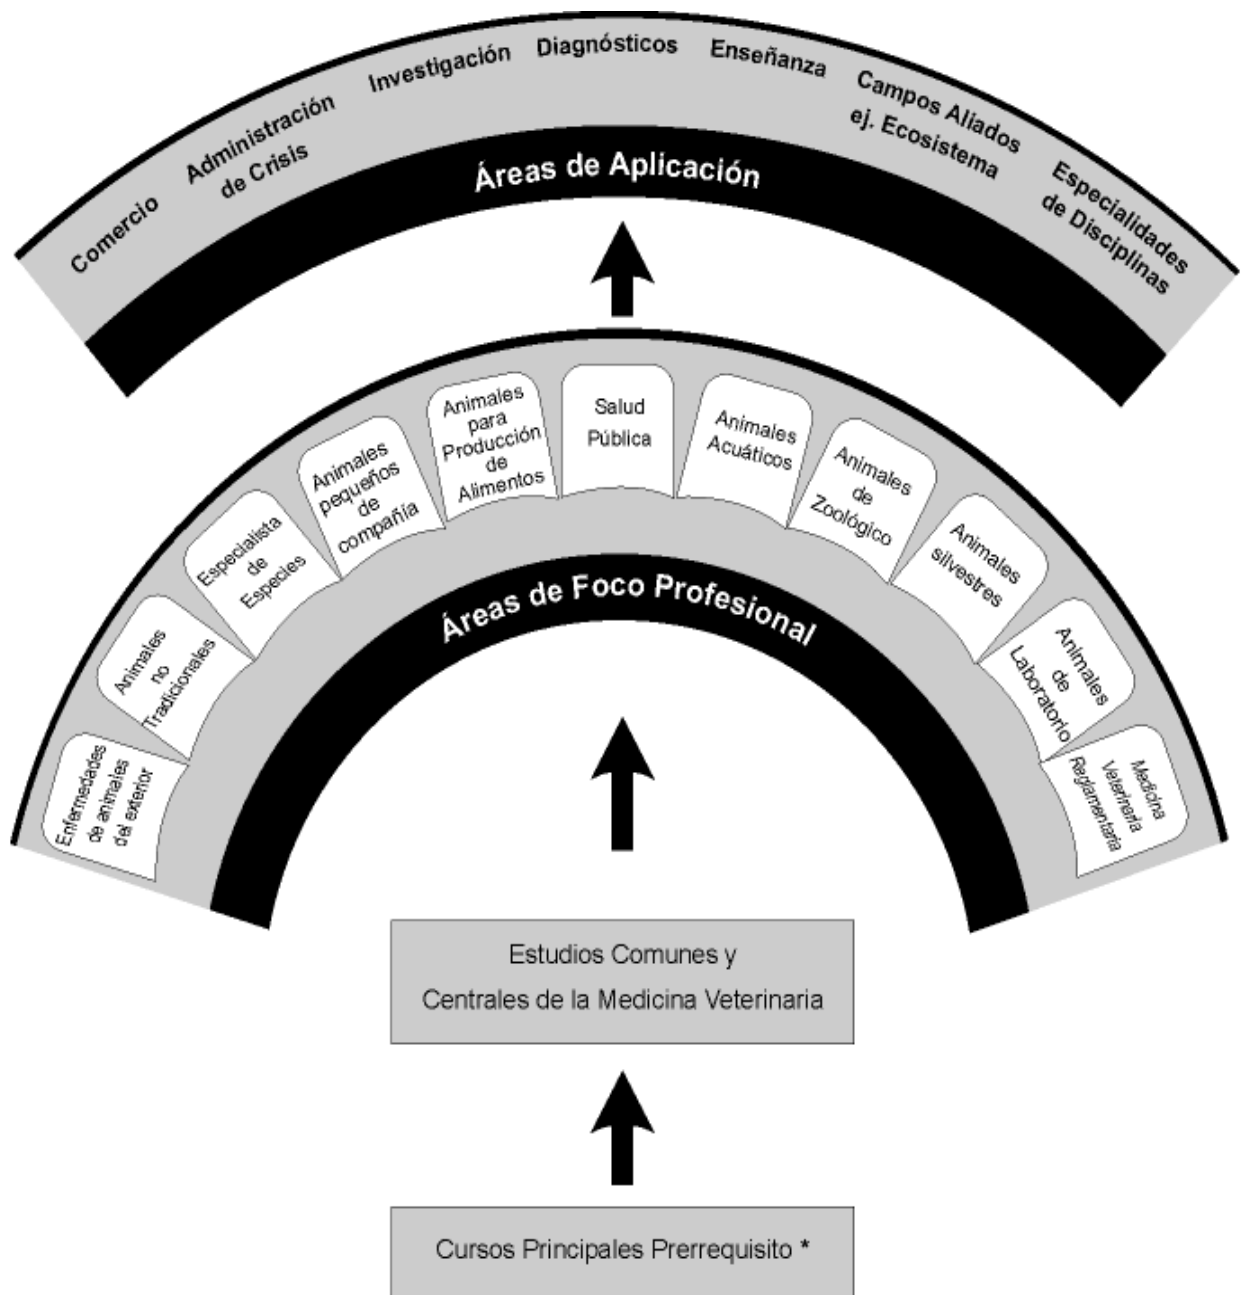 Comercio
Administración
de Crisis
Investigación
Diagnósticos
Enseñanza
Campos Aliados
ej. Ecosistema
Especialidades
de Disciplinas
Áreas de Aplicación
Enfermedades
de animales
del exterior
Animales
no
Tradicionales
Especialista
de
Especies
Animales
pequeños
de
compañía
Animales
para
Producción
de
Alimentos
Salud
Pública
Animales
Acuáticos
Animales
de
Zoológico
Animales
silvestres
Animales
de
Laboratorio
Medicina
Veterinaria
Reglamentaria
Áreas de Foco Profesional
Estudios Comunes y
Centrales de la Medicina Veterinaria
Cursos Principales Prerrequisito *